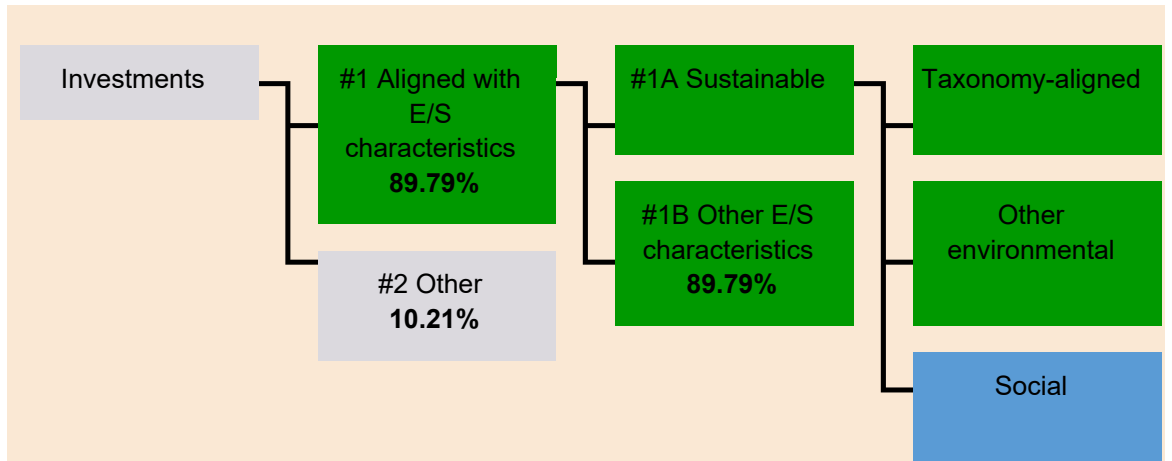 Investments
#1 Aligned with
E/S
characteristics
89.79%
#2 Other
10.21%
#1A Sustainable
#1B Other E/S
characteristics
89.79%
Taxonomy-aligned
Other
environmental
Social